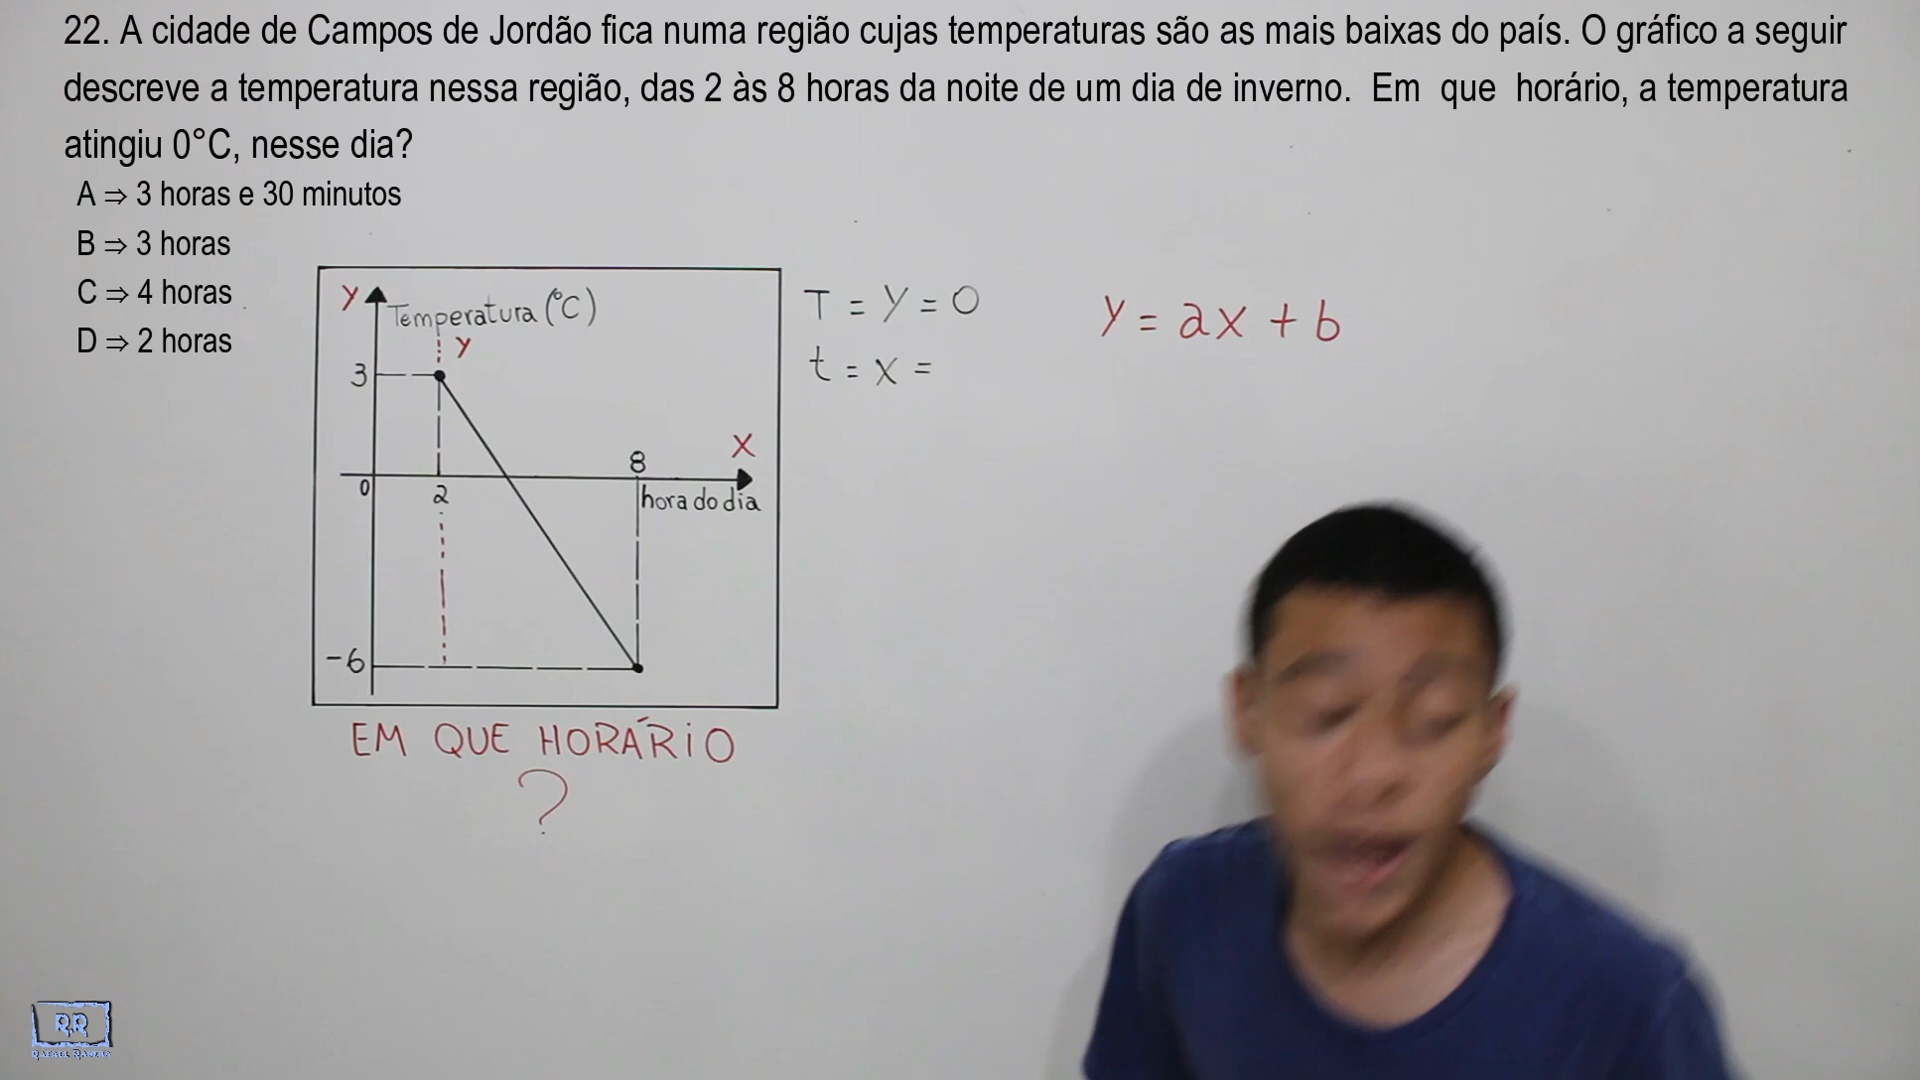 22. A cidade de Campos de Jordão fica numa região cujas temperaturas são as mais baixas do país. O gráfico a seguir
descreve a temperatura nessa região, das 2 às 8 horas da noite de um dia de inverno. Em que horário, a temperatura
atingiu 0°C, nesse dia?
A ⇒ 3 horas e 30 minutos
B ⇒ 3 horas
C ⇒ 4 horas
D ⇒ 2 horas
y Temperatura (°C)
y
3
x
8
0 2
hora do dia
-6
EM QUE HORÁRIO
?
T = y = 0
t = x =
y = ax + b
RR
RAFAEL